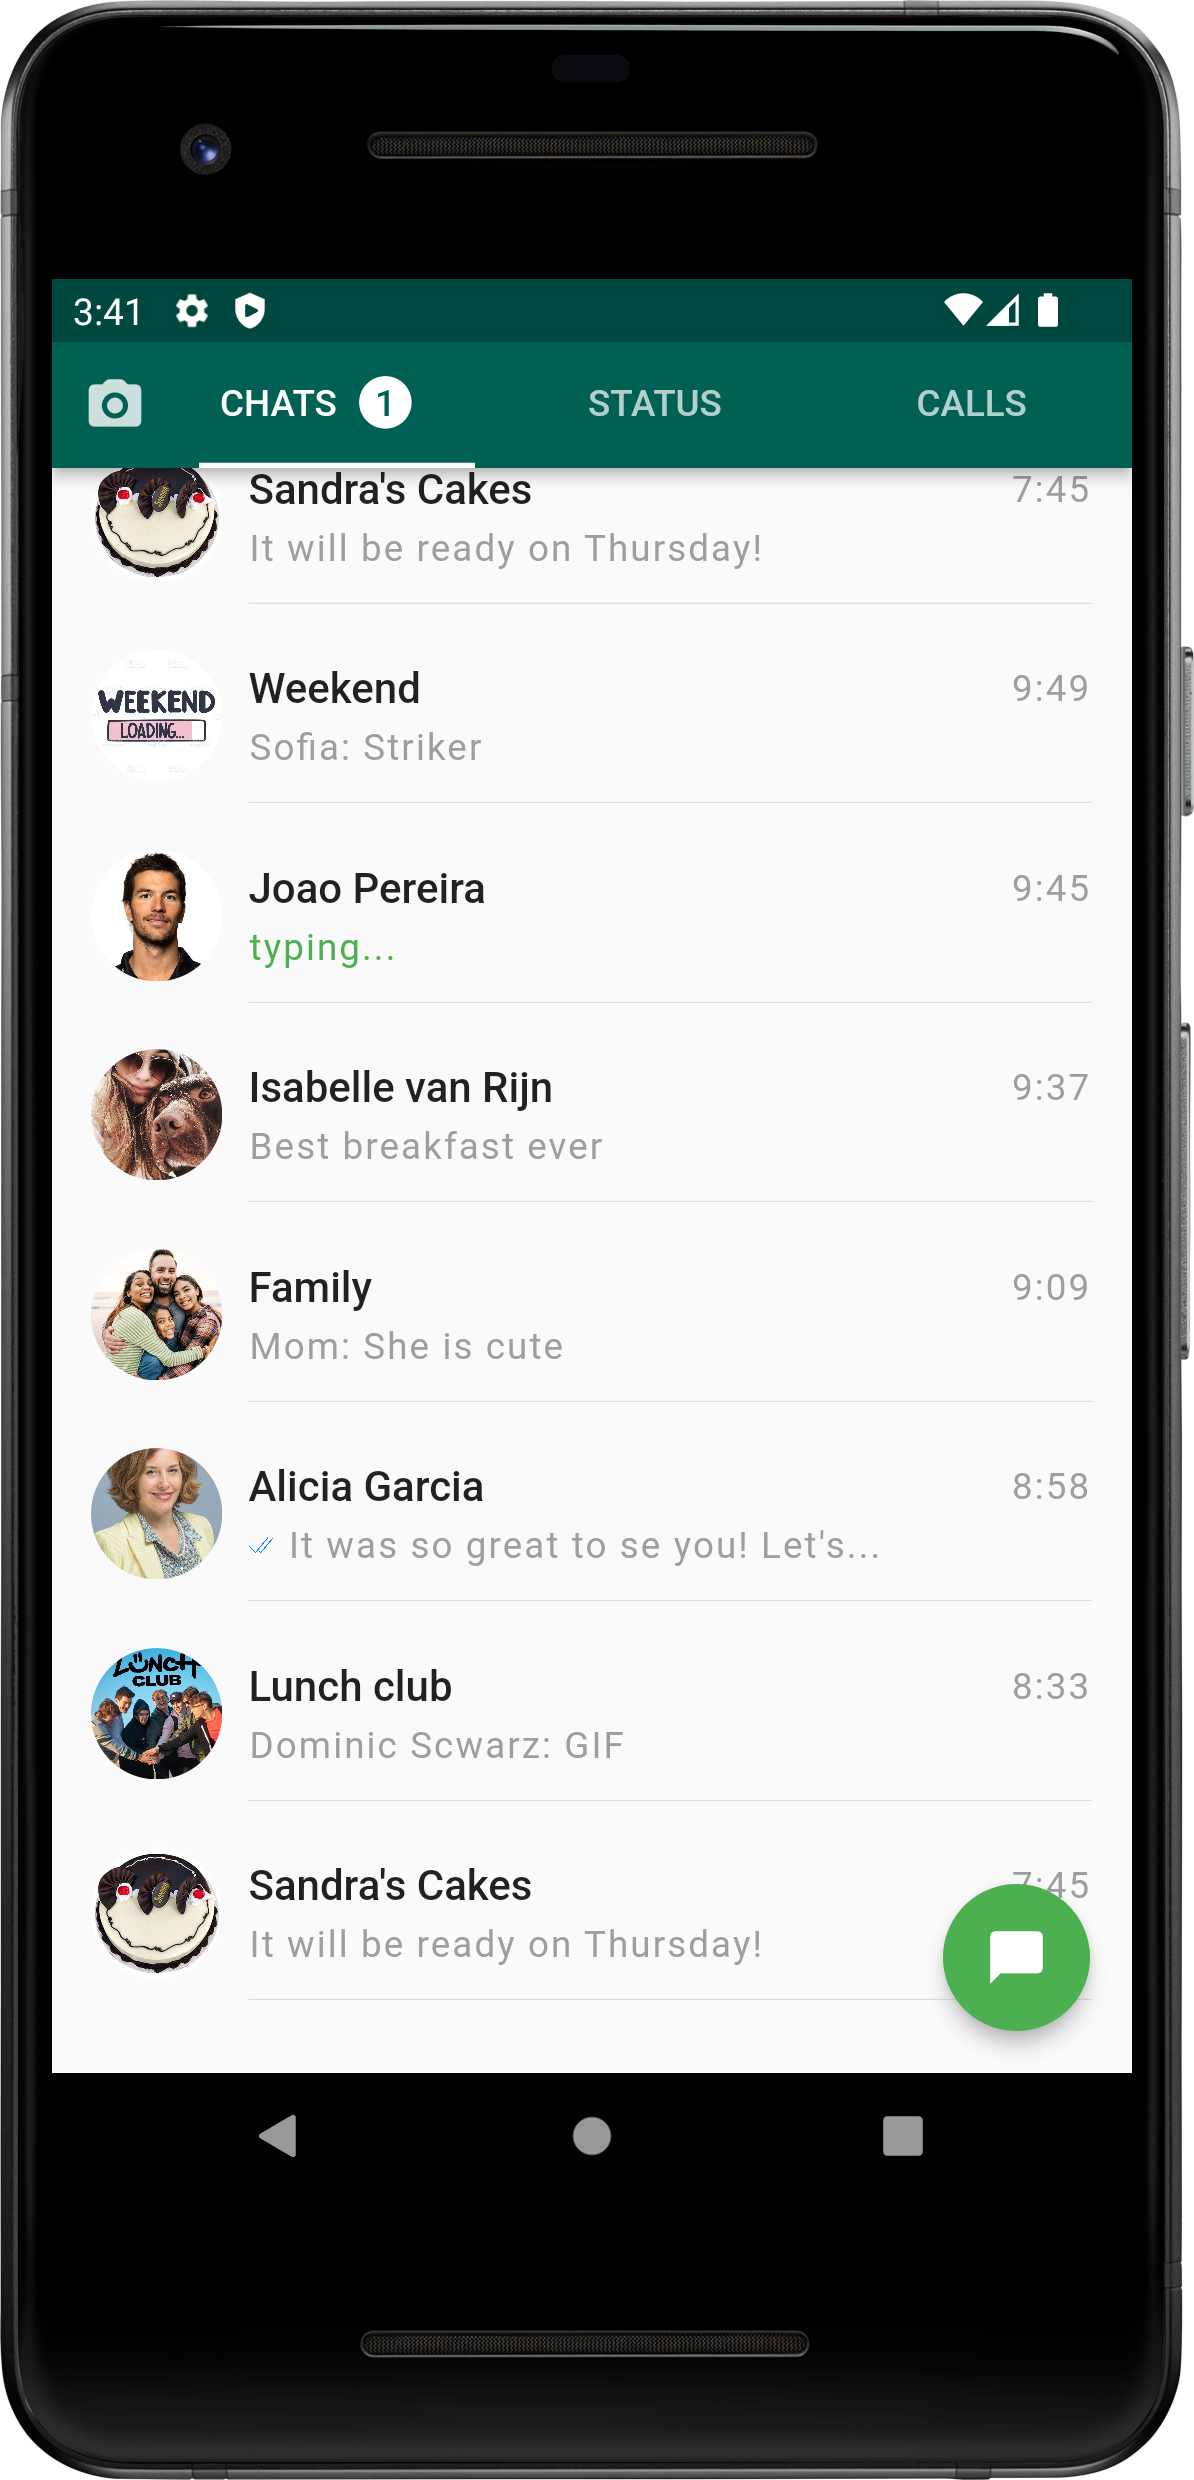 3:41
CHATS 1 STATUS CALLS
Sandra's Cakes 7:45
It will be ready on Thursday!
WEEKEND
LOADING...
Weekend 9:49
Sofia: Striker
Joao Pereira 9:45
typing...
Isabelle van Rijn 9:37
Best breakfast ever
Family 9:09
Mom: She is cute
Alicia Garcia 8:58
It was so great to se you! Let's...
LUNCH
CLUB
Lunch club 8:33
Dominic Scwarz: GIF
Sandra's Cakes 7:45
It will be ready on Thursday!